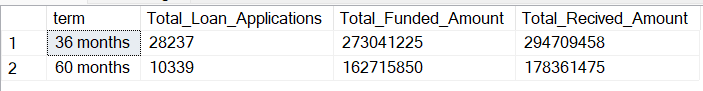 term Total_Loan_Applications Total_Funded_Amount Total_Recived_Amount
1 36 months 28237 273041225 294709458
2 60 months 10339 162715850 178361475